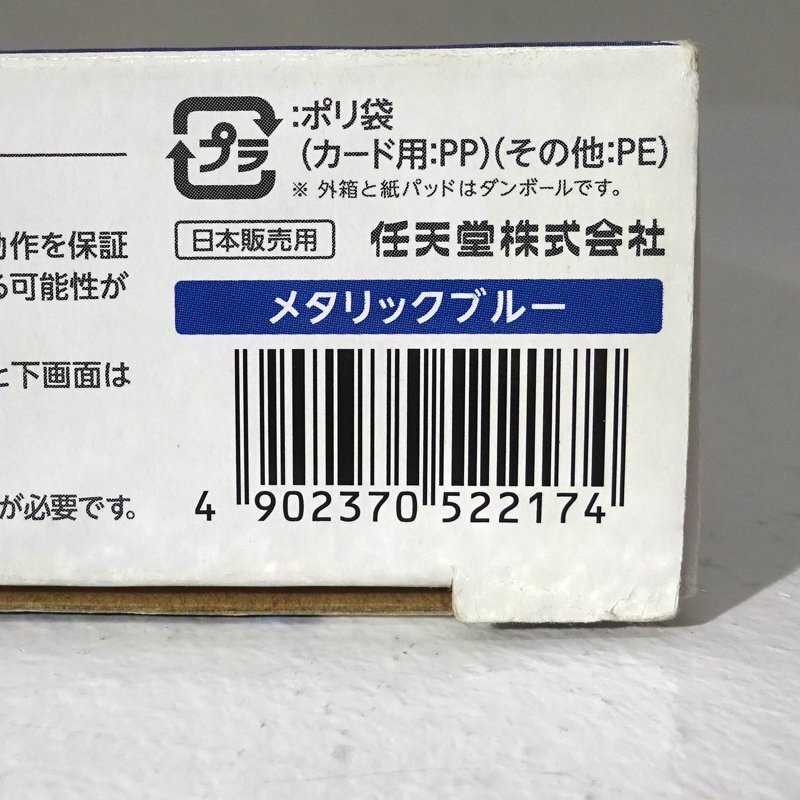 プラ
:ポリ袋
(カード用:PP)(その他:PE)
※ 外箱と紙パッドはダンボールです。
日本販売用
任天堂株式会社
メタリックブルー
4 902370 522174
作を保証
可能性が
下画面は
が必要です。